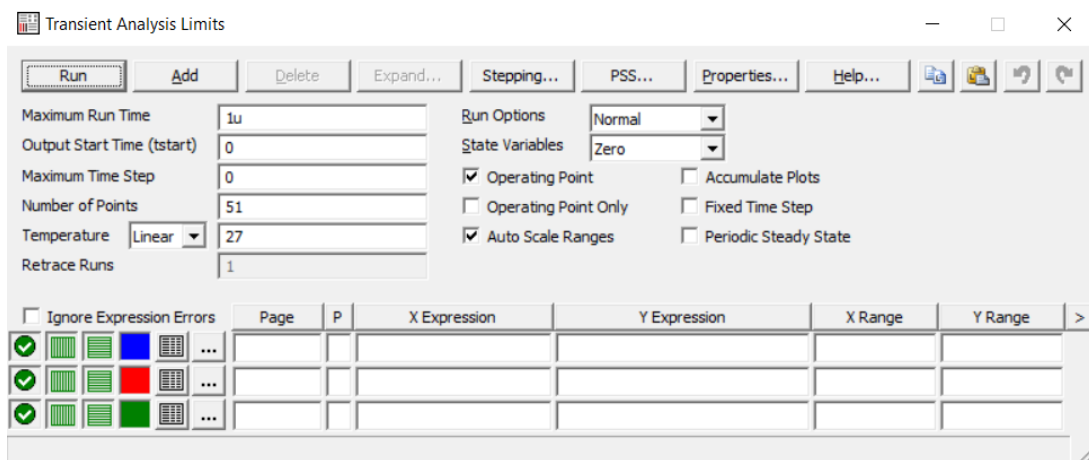 Transient Analysis Limits
Run Add Delete Expand... Stepping... PSS... Properties... Help...
Maximum Run Time 1u Run Options Normal
Output Start Time (tstart) 0 State Variables Zero
Maximum Time Step 0 Operating Point Accumulate Plots
Number of Points 51 Operating Point Only Fixed Time Step
Temperature Linear 27 Auto Scale Ranges Periodic Steady State
Retrace Runs 1
Ignore Expression Errors Page P X Expression Y Expression X Range Y Range >
...
...
...